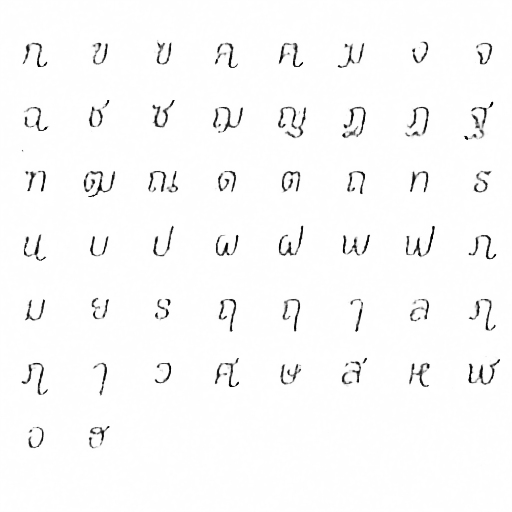 ก ข ฃ ค ฅ ฆ ง จ
ฉ ช ซ ฌ ญ ฎ ฏ ฐ
ฑ ฒ ณ ด ต ถ ท ธ
น บ ป ผ ฝ พ ฟ ภ
ม ย ร ฤ ฤ ๅ ล ฦ
ฦ ๅ ว ศ ษ ส ห ฬ
อ ฮ